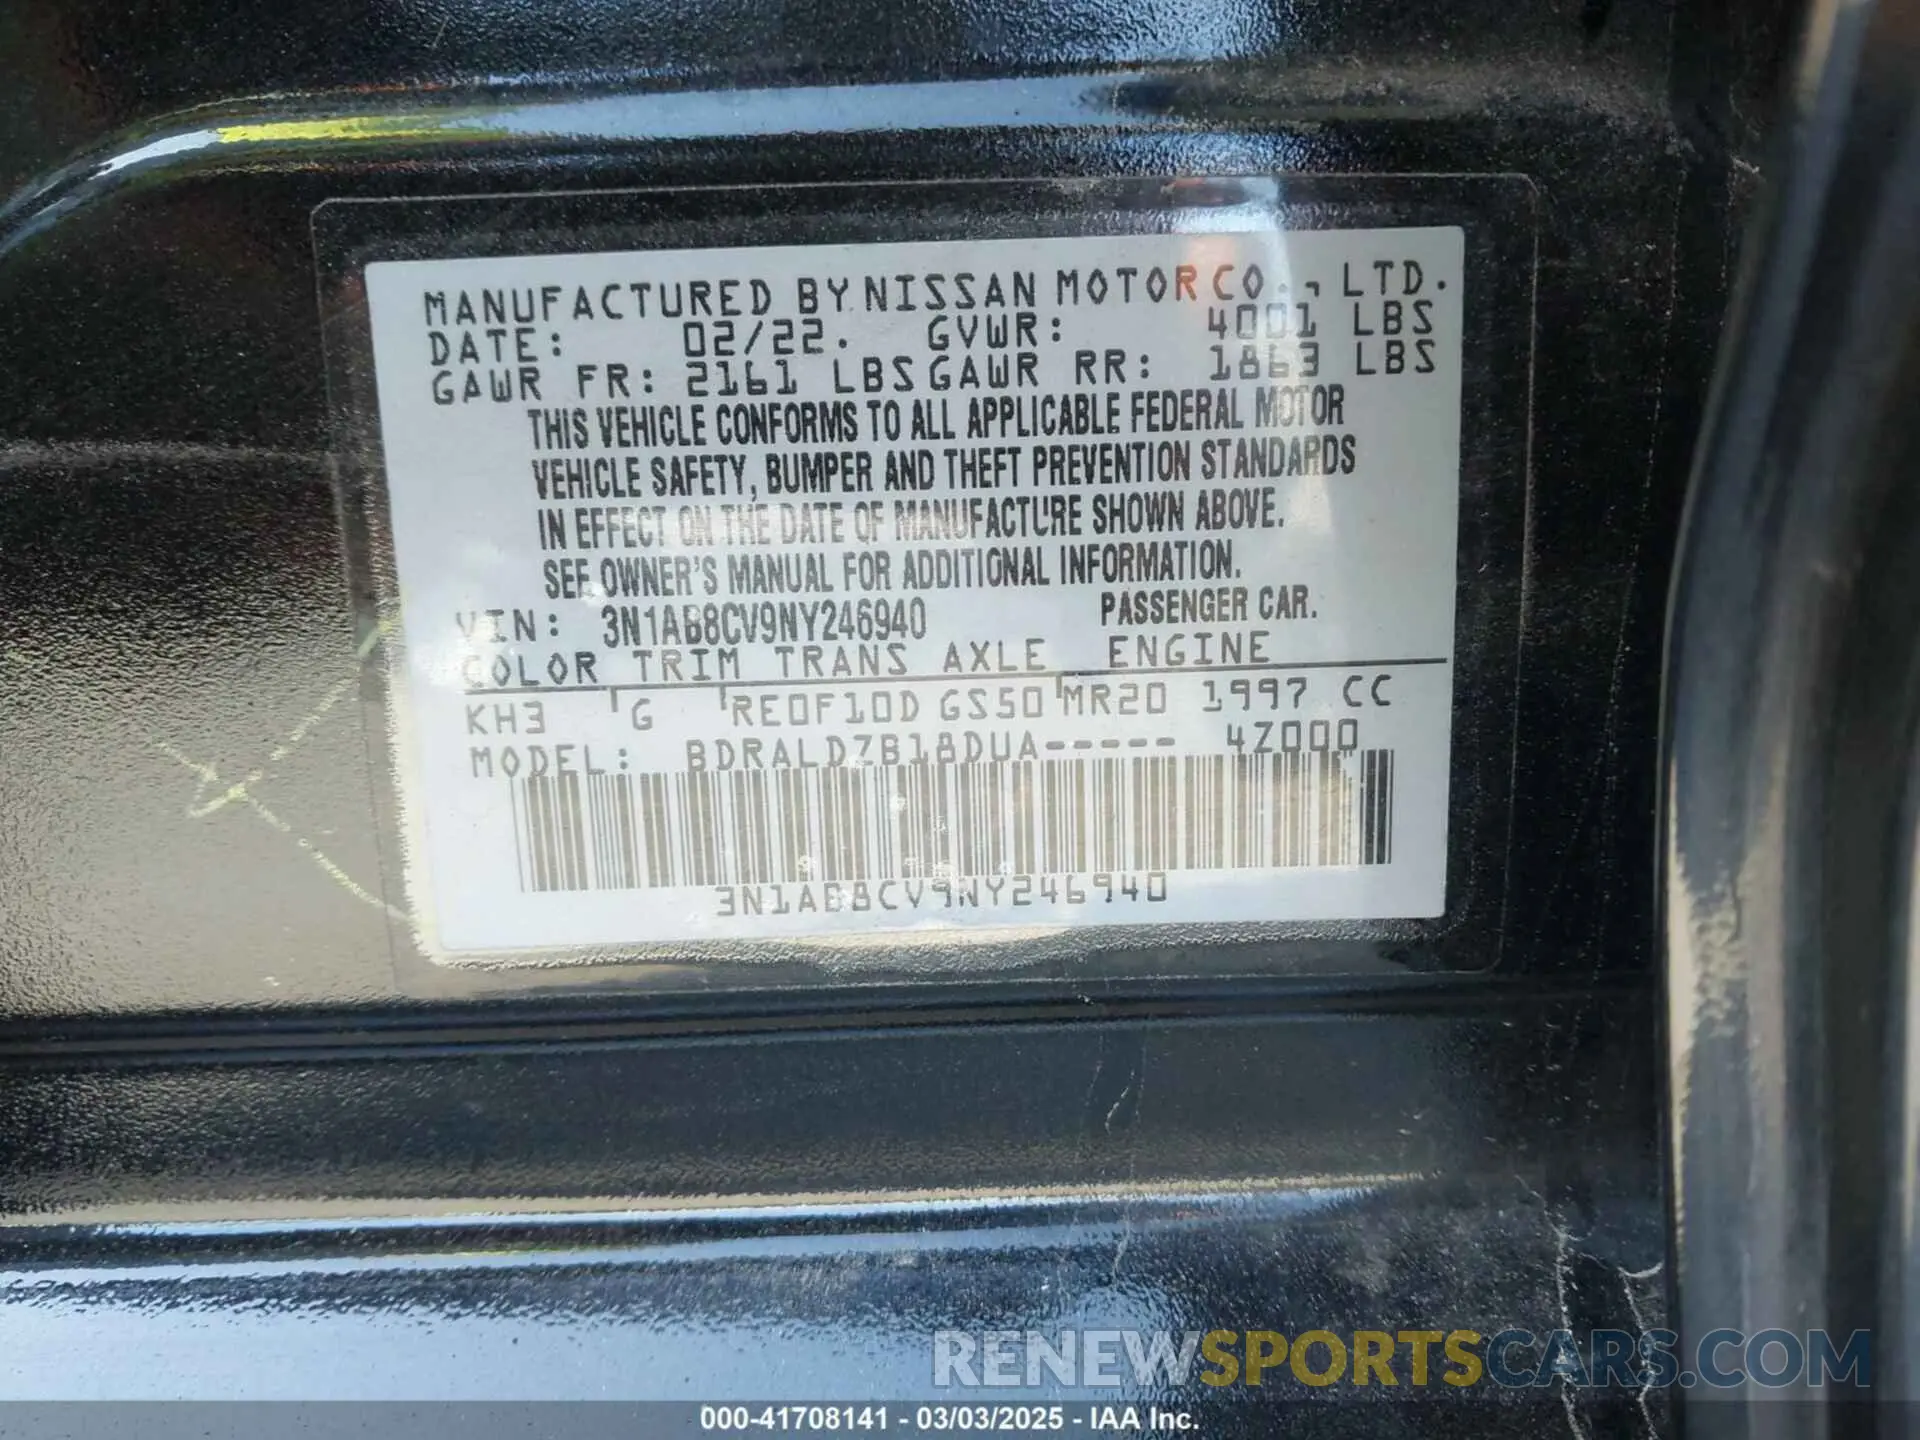 MANUFACTURED BY NISSAN MOTOR CO., LTD.
DATE: 02/22. GVWR: 4001 LBS
GAWR FR: 2161 LBS GAWR RR: 1863 LBS
THIS VEHICLE CONFORMS TO ALL APPLICABLE FEDERAL MOTOR
VEHICLE SAFETY, BUMPER AND THEFT PREVENTION STANDARDS
IN EFFECT ON THE DATE OF MANUFACTURE SHOWN ABOVE.
SEE OWNER'S MANUAL FOR ADDITIONAL INFORMATION.
VIN: 3N1AB8CV9NY246940 PASSENGER CAR.
COLOR TRIM TRANS AXLE ENGINE
KH3 G RE0F10D GS50 MR20 1997 CC
MODEL: BDRALDZB18DUA----- 4Z000
3N1AB8CV9NY246940
RENEWSPORTSCARS.COM
000-41708141 - 03/03/2025 - IAA Inc.